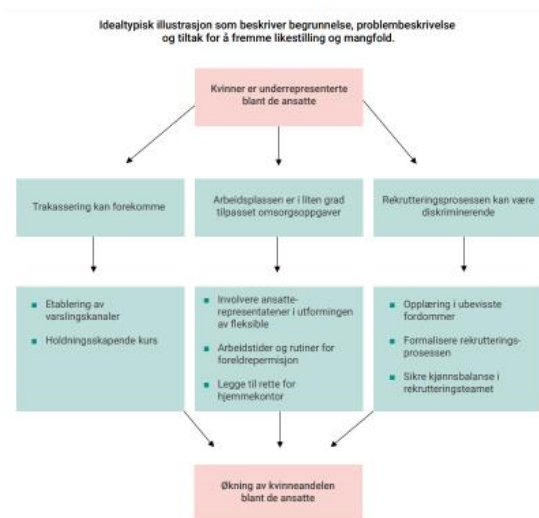 Idealtypisk illustrasjon som beskriver begrunnelse, problembeskrivelse
og tiltak for å fremme likestilling og mangfold.
Kvinner er underrepresenterte
blant de ansatte
Trakassering kan forekomme
Arbeidsplassen er i liten grad
tilpasset omsorgsoppgaver
Rekrutteringsprosessen kan være
diskriminerende
Etablering av
varslingskanaler
Holdningsskapende kurs
Involvere ansatte-
representatener i utformingen
av fleksible
Arbeidstider og rutiner for
foreldrepermisjon
Legge til rette for
hjemmekontor
Opplæring i ubevisste
fordommer
Formalisere rekrutterings-
prosessen
Sikre kjønnsbalanse i
rekrutteringsteamet
Økning av kvinneandelen
blant de ansatte